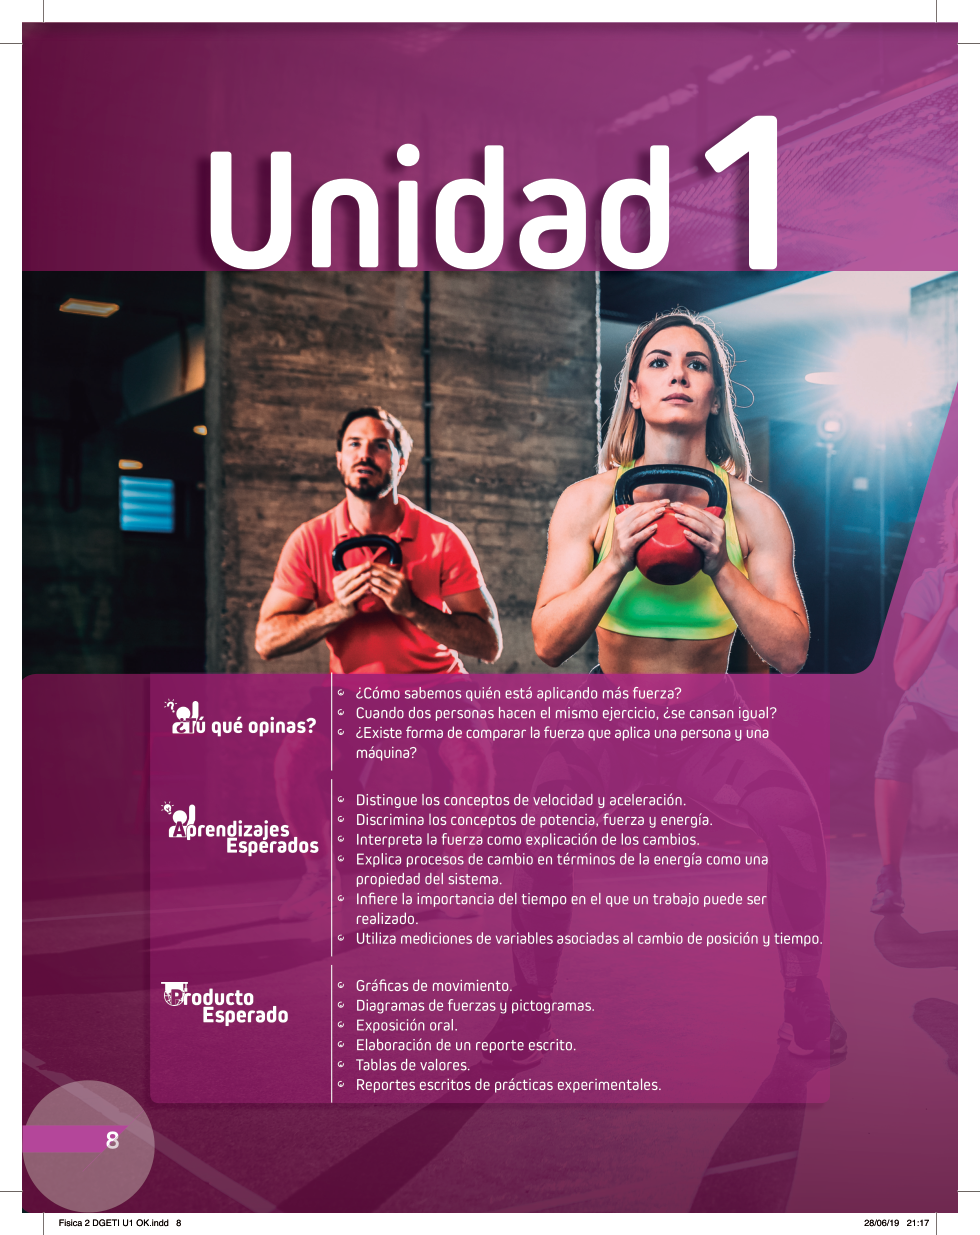 Unidad 1
¿Tú qué opinas?
¿Cómo sabemos quién está aplicando más fuerza?
Cuando dos personas hacen el mismo ejercicio, ¿se cansan igual?
¿Existe forma de comparar la fuerza que aplica una persona y una
máquina?
Aprendizajes
Esperados
Distingue los conceptos de velocidad y aceleración.
Discrimina los conceptos de potencia, fuerza y energía.
Interpreta la fuerza como explicación de los cambios.
Explica procesos de cambio en términos de la energía como una
propiedad del sistema.
Infiere la importancia del tiempo en el que un trabajo puede ser
realizado.
Utiliza mediciones de variables asociadas al cambio de posición y tiempo.
Producto
Esperado
Gráficas de movimiento.
Diagramas de fuerzas y pictogramas.
Exposición oral.
Elaboración de un reporte escrito.
Tablas de valores.
Reportes escritos de prácticas experimentales.
8
Fisica 2 DGETI U1 OK.indd 8
28/06/19 21:17